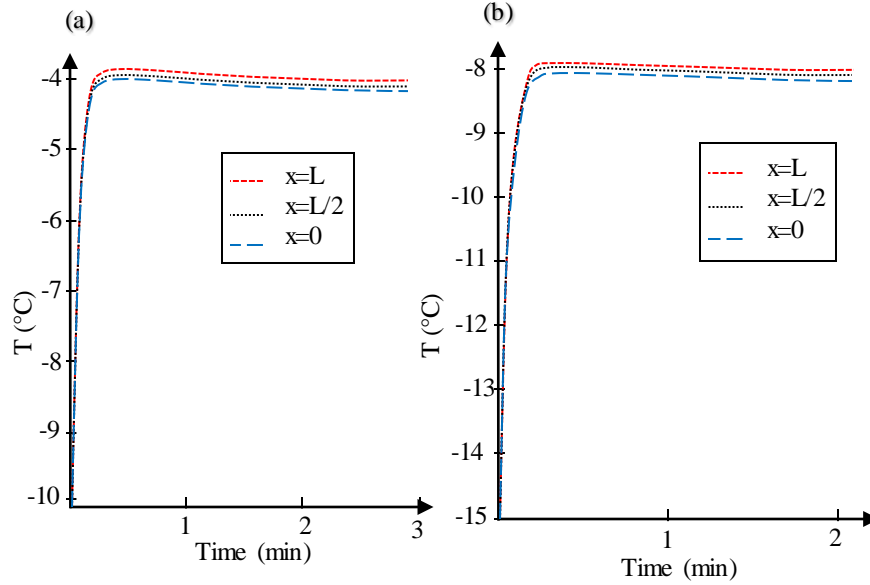 (a)
-4
-5
-6
-7
-8
-9
-10
T (°C)
x=L
x=L/2
x=0
1
2
3
Time (min)
(b)
-8
-9
-10
-11
-12
-13
-14
-15
T (°C)
x=L
x=L/2
x=0
1
2
Time (min)